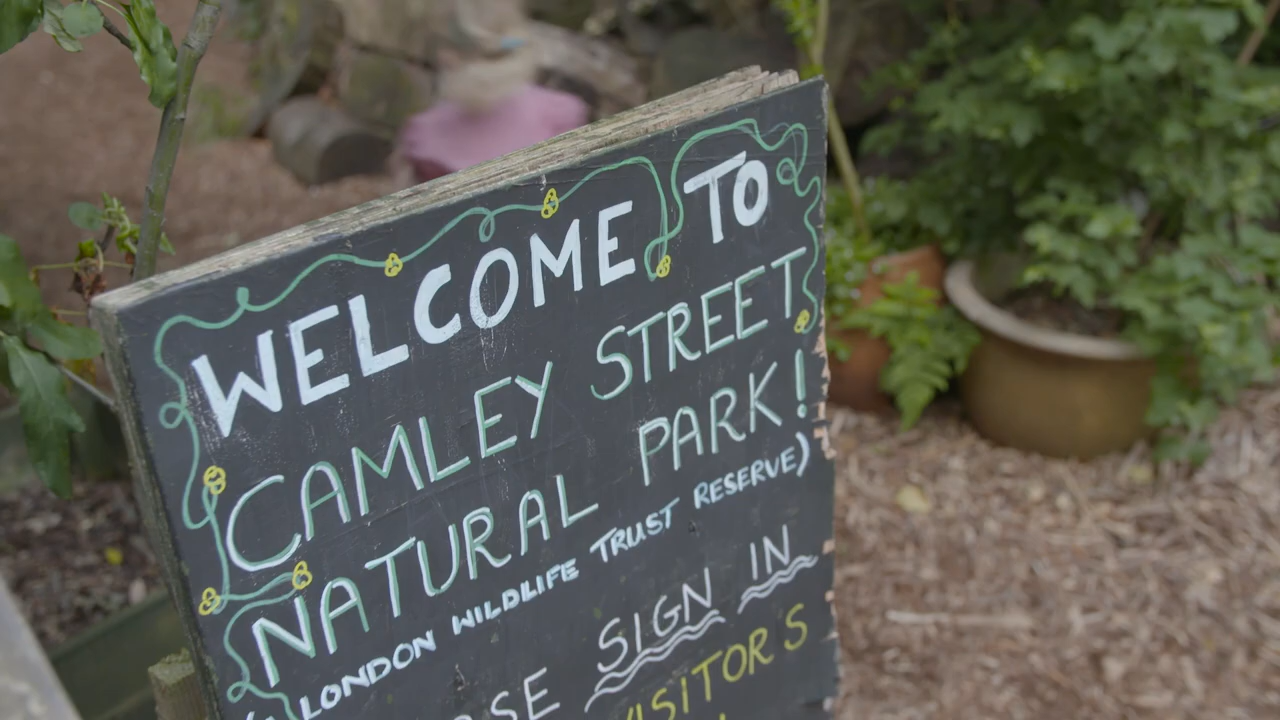 WELCOME TO
CAMLEY STREET
NATURAL PARK!
(LONDON WILDLIFE TRUST RESERVE)
SIGN IN
VISITORS